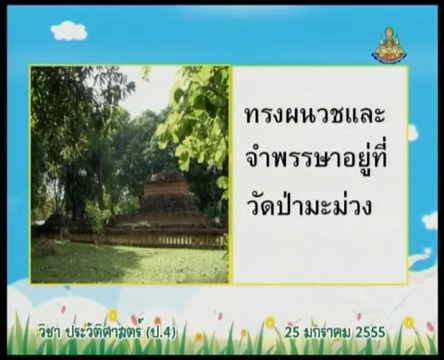 ทรงผนวชและ
จำพรรษาอยู่ที่
วัดป่ามะม่วง
วิชา ประวัติศาสตร์ (ป.4)
25 มกราคม 2555